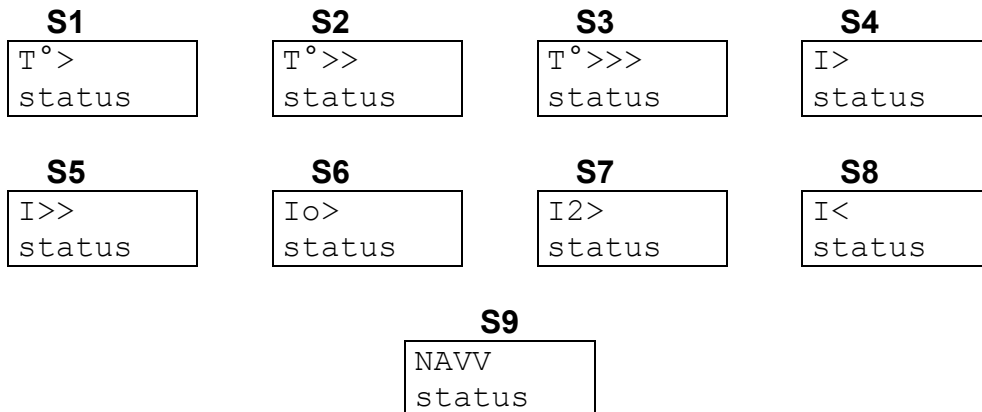 S1 S2 S3 S4
T°> T°>> T°>>> I>
status status status status
S5 S6 S7 S8
I>> Io> I2> I<
status status status status
S9
NAVV
status